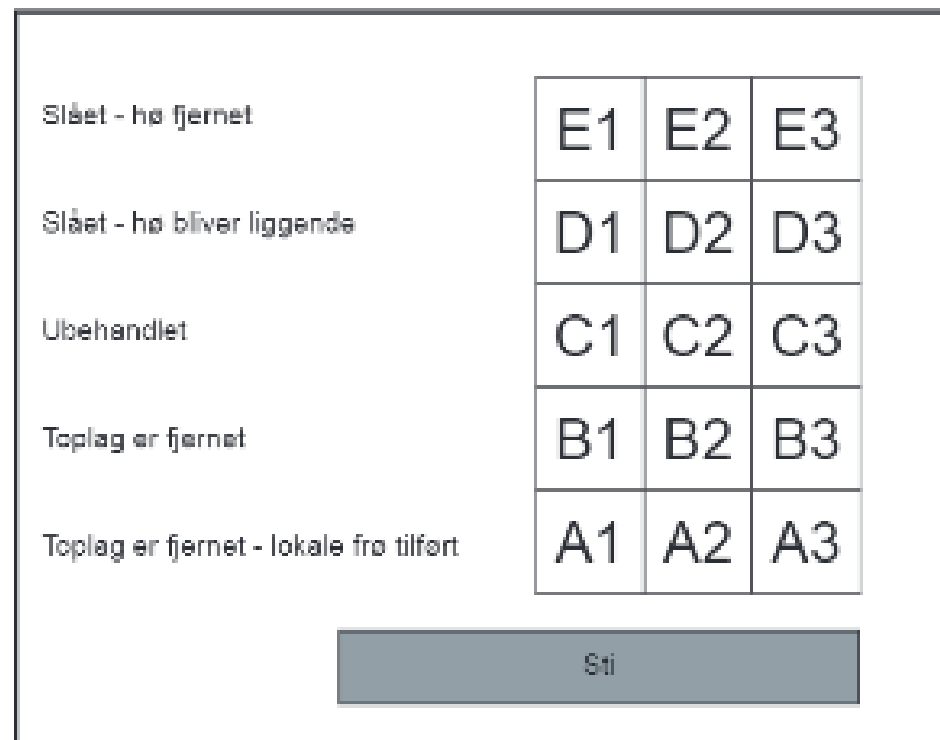 Slået - hø fjernet E1 E2 E3
Slået - hø bliver liggende D1 D2 D3
Ubehandlet C1 C2 C3
Toplag er fjernet B1 B2 B3
Toplag er fjernet - lokale frø tilført A1 A2 A3
Sti